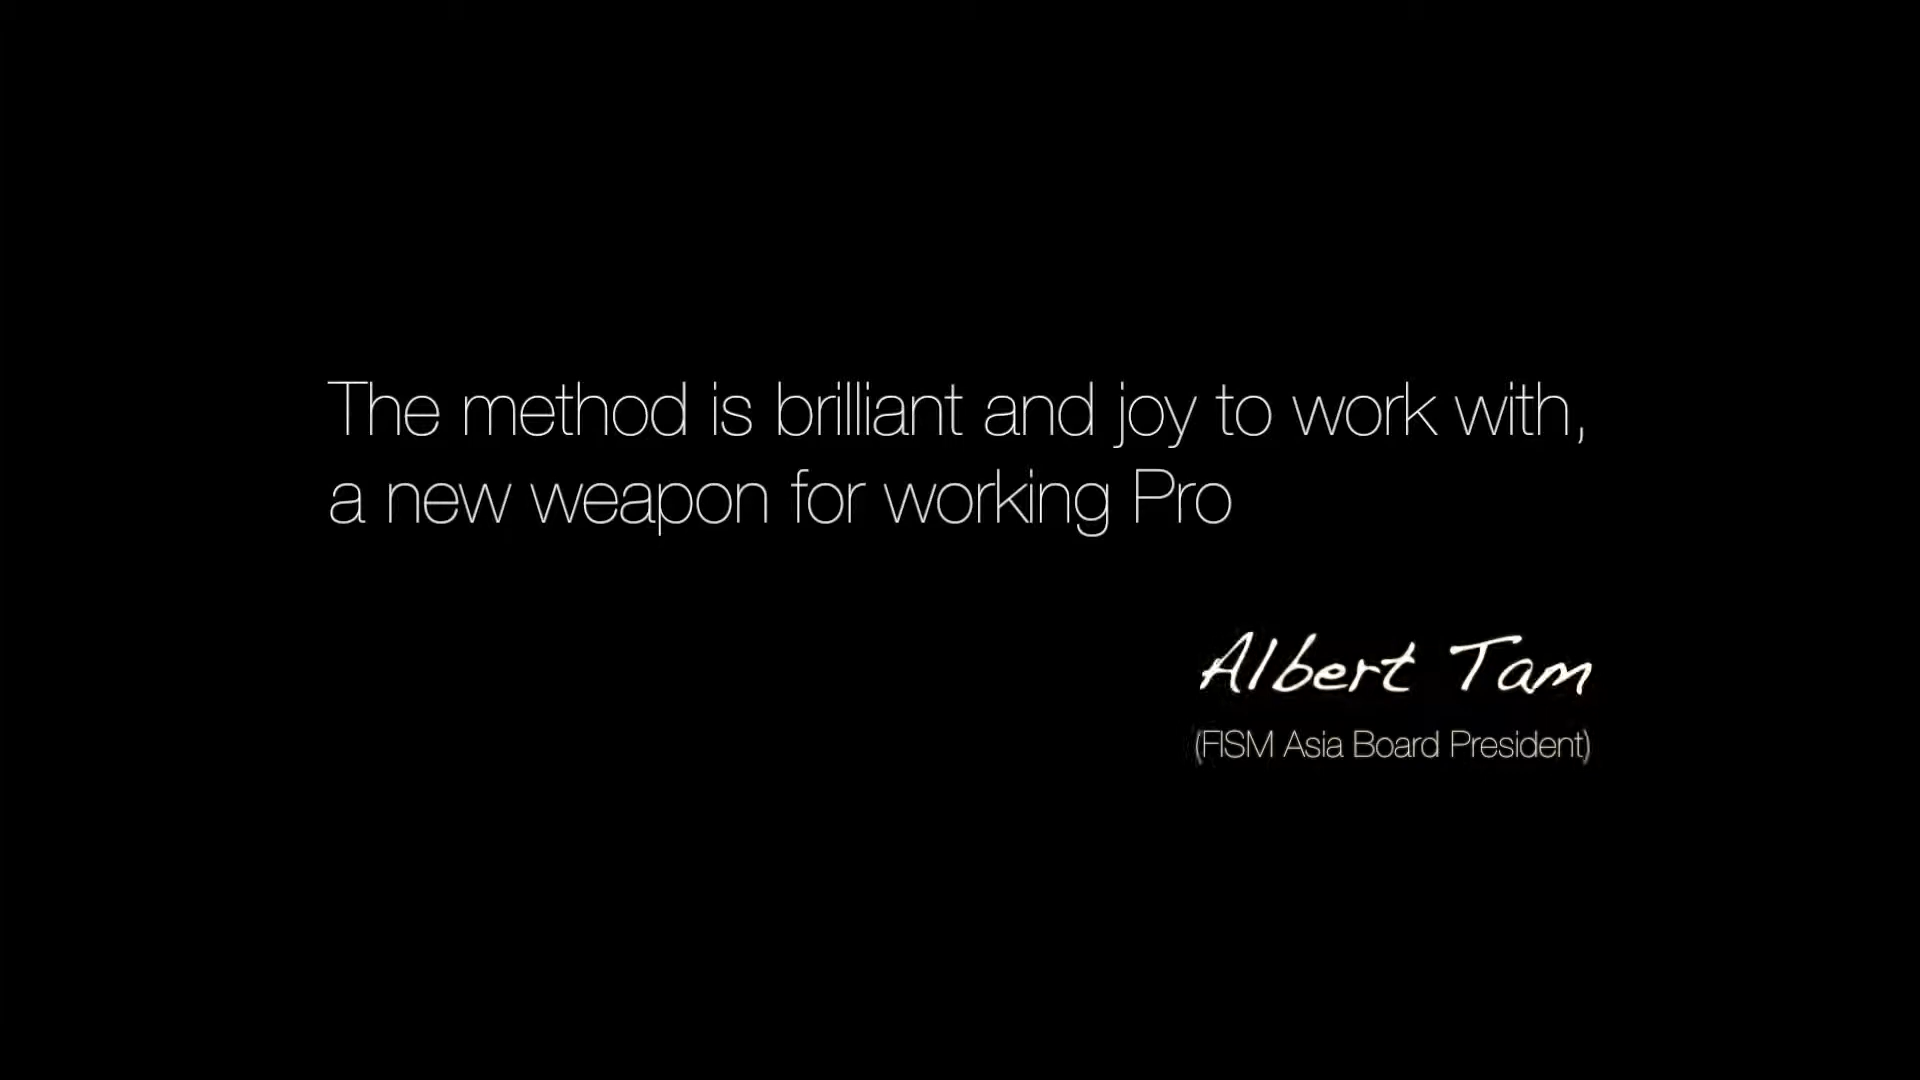 The method is brilliant and joy to work with,
a new weapon for working Pro
Albert Tam
(FISM Asia Board President)